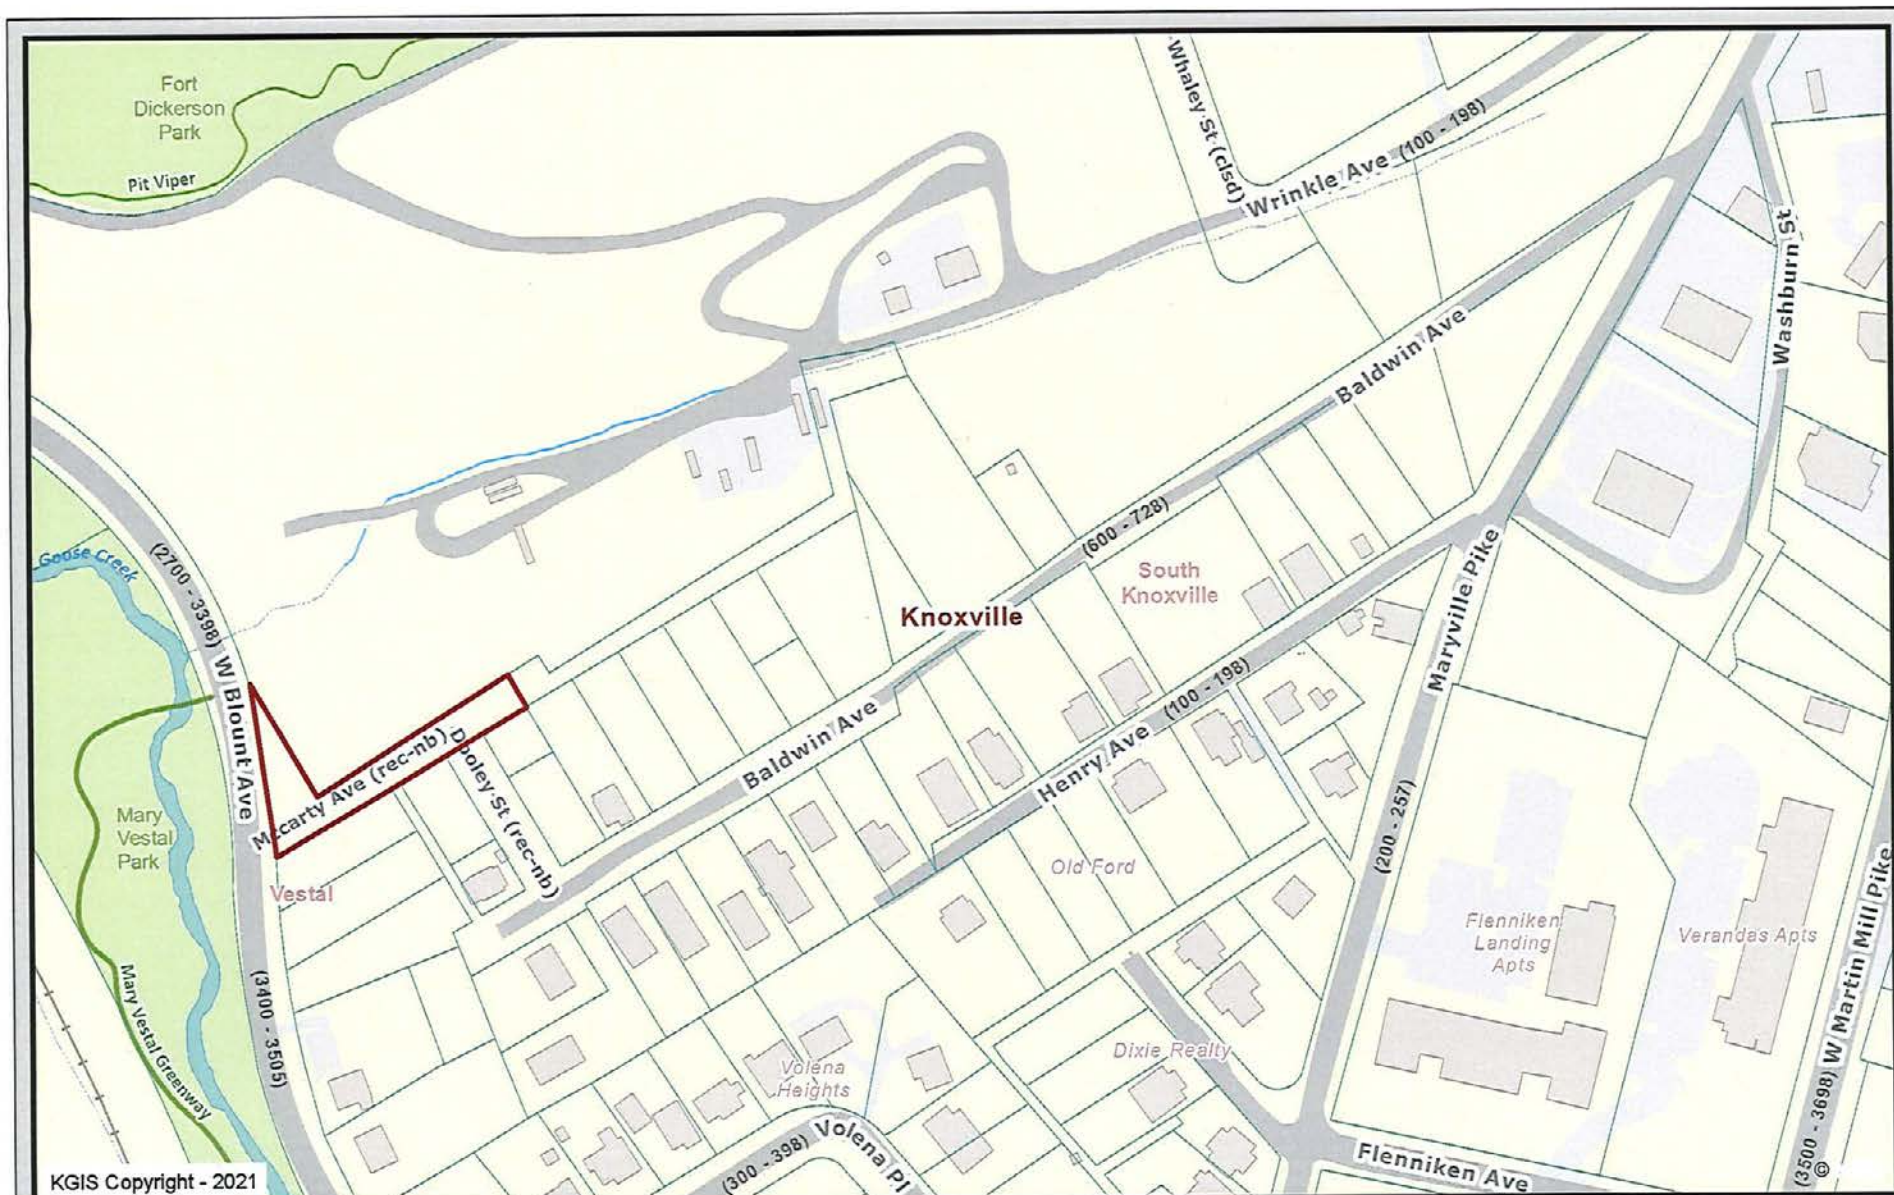 Fort
Dickerson
Park
Pit Viper
Whaley St (clsd)
Wrinkle Ave (100 - 198)
Washburn St
Baldwin Ave
(600 - 728)
Goose Creek
(2700 - 3398)
W Blount Ave
South
Knoxville
Knoxville
Maryville Pike
(100 - 198)
Henry Ave
Baldwin Ave
Mccarty Ave (rec-nb)
Dooley St (rec-nb)
Mary
Vestal
Park
Vestal
Old Ford
(200 - 257)
Flenniken
Landing
Apts
Verandas Apts
W Martin Mill Pike
(3500 - 3698)
Mary Vestal Greenway
(3400 - 3505)
Volena
Heights
Dixie Realty
(300 - 398)
Volena Pl
Flenniken Ave
©
KGIS Copyright - 2021